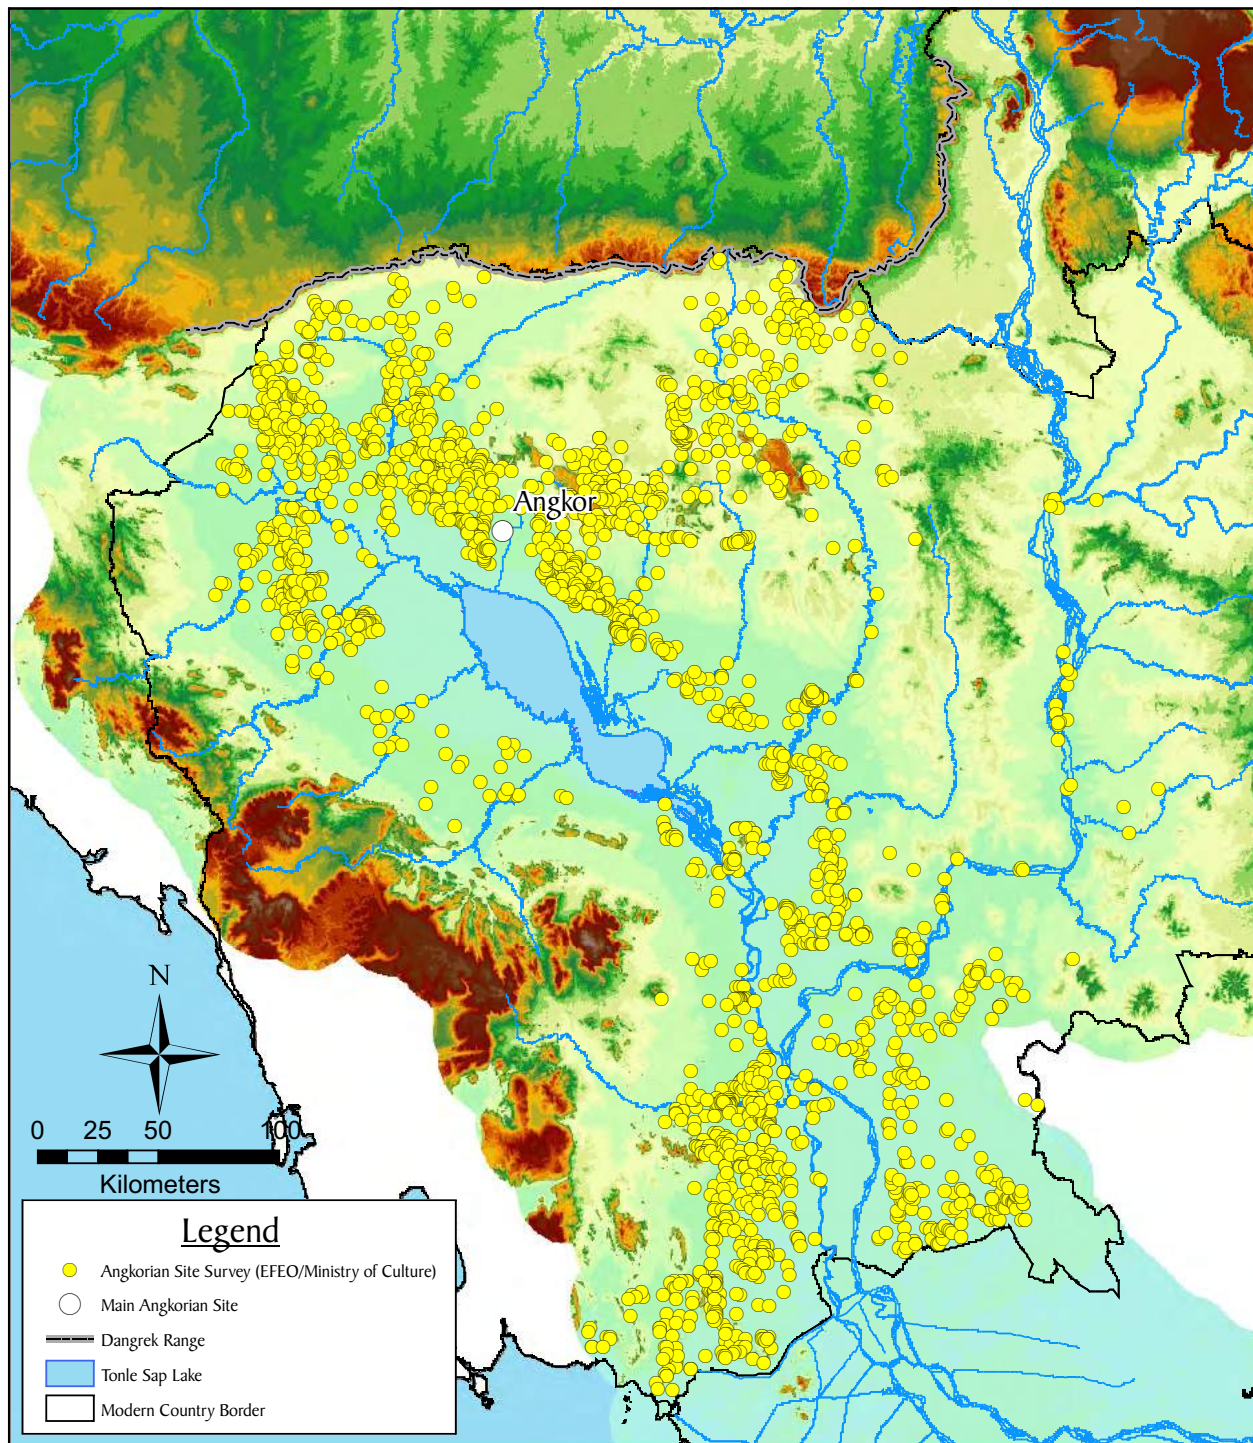 Angkor
N
0 25 50 100
Kilometers
Legend
Angkorian Site Survey (EFEO/Ministry of Culture)
Main Angkorian Site
Dangrek Range
Tonle Sap Lake
Modern Country Border